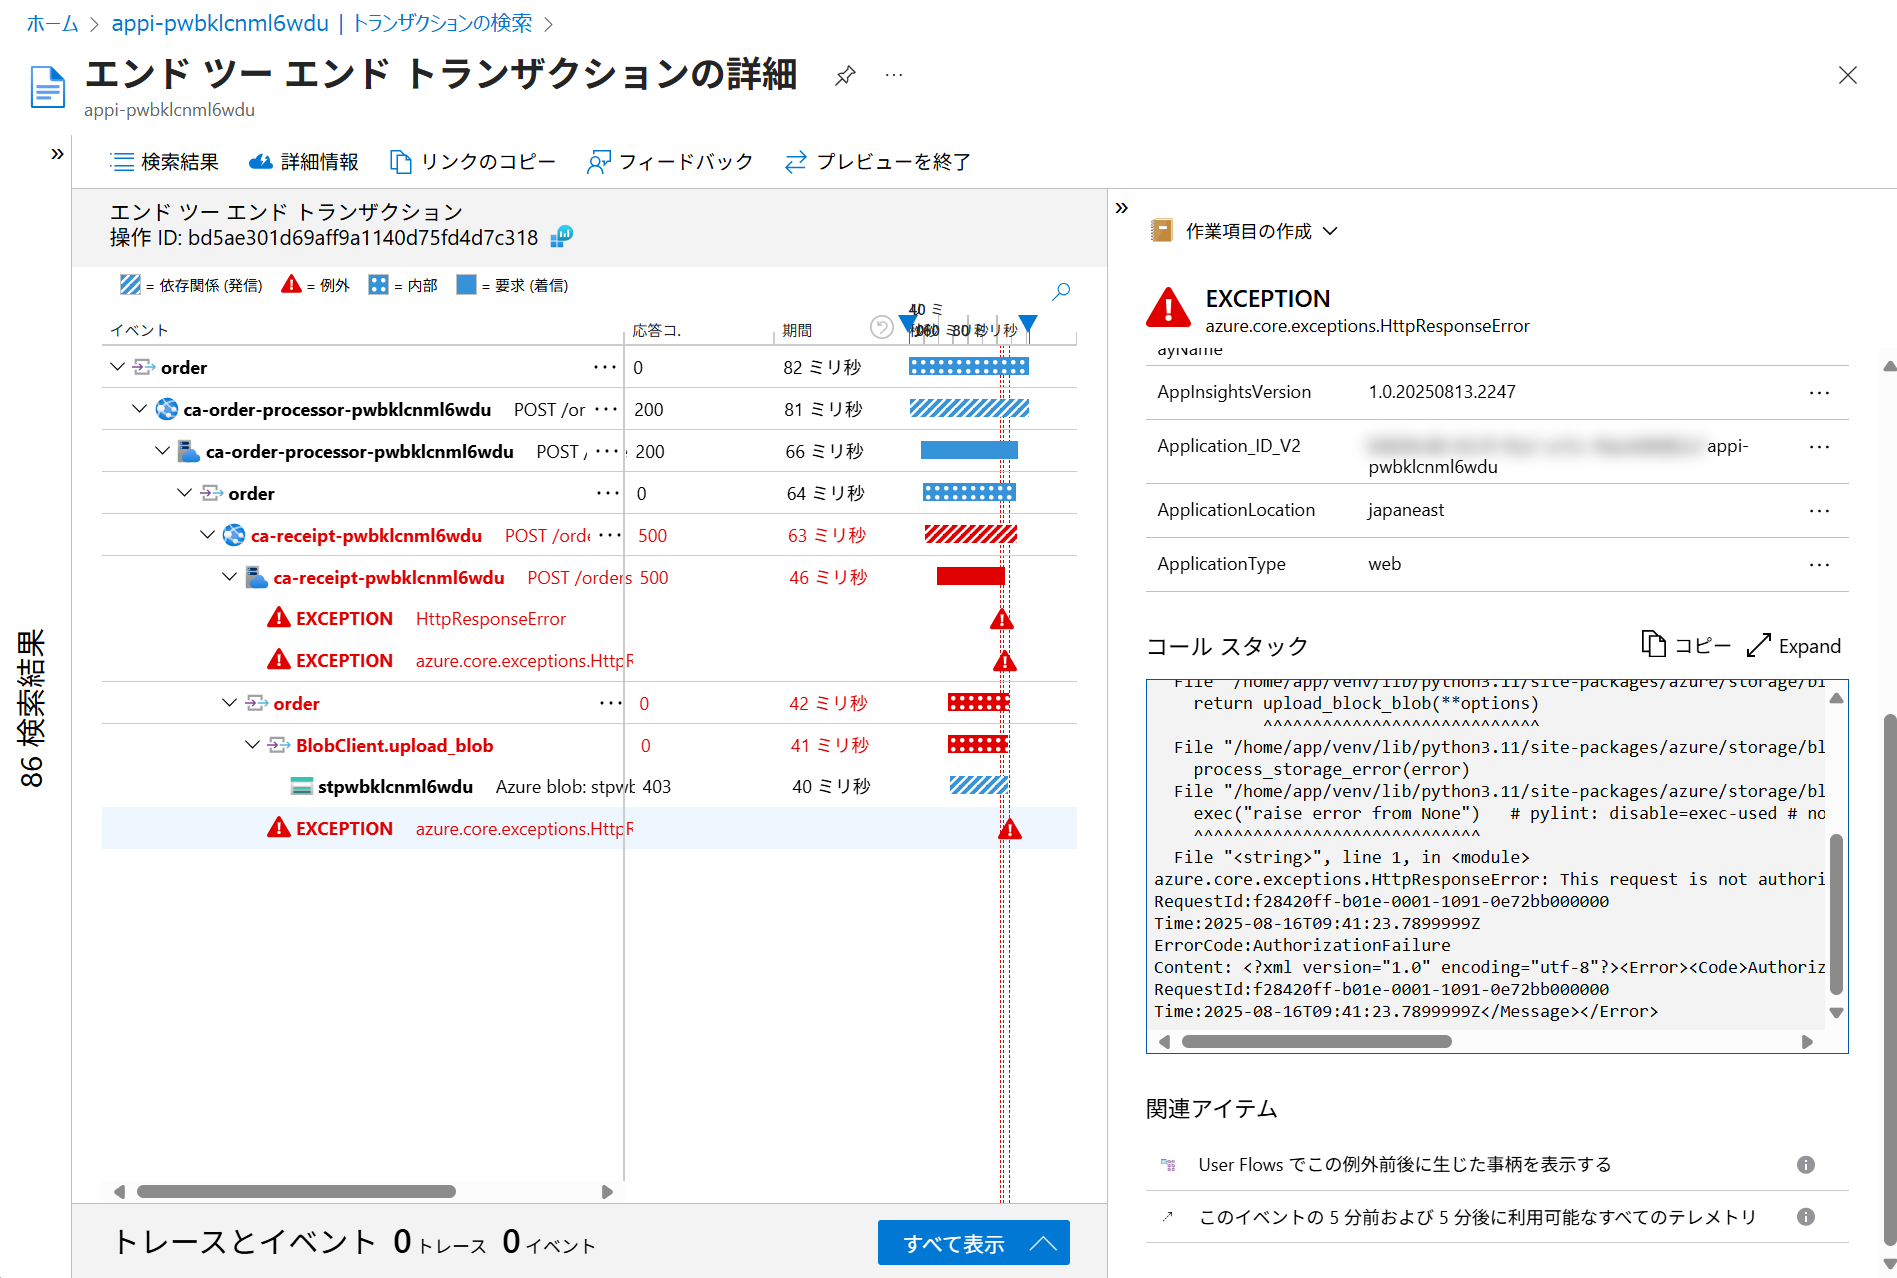 ホーム > appi-pwbklcnml6wdu | トランザクションの検索 >
エンド ツー エンド トランザクションの詳細
appi-pwbklcnml6wdu
検索結果 詳細情報 リンクのコピー フィードバック プレビューを終了
86 検索結果
エンド ツー エンド トランザクション
操作 ID: bd5ae301d69aff9a1140d75fd4d7c318
= 依存関係 (発信) = 例外 = 内部 = 要求 (着信)
イベント 応答コ. 期間
40 ミ
80 ミリ秒
order ... 0 82 ミリ秒
ca-order-processor-pwbklcnml6wdu POST /or ... 200 81 ミリ秒
ca-order-processor-pwbklcnml6wdu POST / ... 200 66 ミリ秒
order ... 0 64 ミリ秒
ca-receipt-pwbklcnml6wdu POST /orde ... 500 63 ミリ秒
ca-receipt-pwbklcnml6wdu POST /orders 500 46 ミリ秒
EXCEPTION HttpResponseError
EXCEPTION azure.core.exceptions.HttpR
order ... 0 42 ミリ秒
BlobClient.upload_blob 0 41 ミリ秒
stpwbklcnml6wdu Azure blob: stpwb 403 40 ミリ秒
EXCEPTION azure.core.exceptions.HttpR
トレースとイベント 0 トレース 0 イベント
すべて表示
作業項目の作成
EXCEPTION
azure.core.exceptions.HttpResponseError
ayName
AppInsightsVersion 1.0.20250813.2247 ...
Application_ID_V2 appi-
pwbklcnml6wdu ...
ApplicationLocation japaneast ...
ApplicationType web ...
コール スタック コピー Expand
File "/home/app/venv/lib/python3.11/site-packages/azure/storage/bl
return upload_block_blob(**options)
^^^^^^^^^^^^^^^^^^^^^^^^^^^^
File "/home/app/venv/lib/python3.11/site-packages/azure/storage/bl
process_storage_error(error)
File "/home/app/venv/lib/python3.11/site-packages/azure/storage/bl
exec("raise error from None") # pylint: disable=exec-used # no
^^^^^^^^^^^^^^^^^^^^^^^^^^^^^
File "<string>", line 1, in <module>
azure.core.exceptions.HttpResponseError: This request is not authori
RequestId:f28420ff-b01e-0001-1091-0e72bb000000
Time:2025-08-16T09:41:23.7899999Z
ErrorCode:AuthorizationFailure
Content: <?xml version="1.0" encoding="utf-8"?><Error><Code>Authoriz
RequestId:f28420ff-b01e-0001-1091-0e72bb000000
Time:2025-08-16T09:41:23.7899999Z</Message></Error>
関連アイテム
User Flows でこの例外前後に生じた事柄を表示する
このイベントの 5 分前および 5 分後に利用可能なすべてのテレメトリ